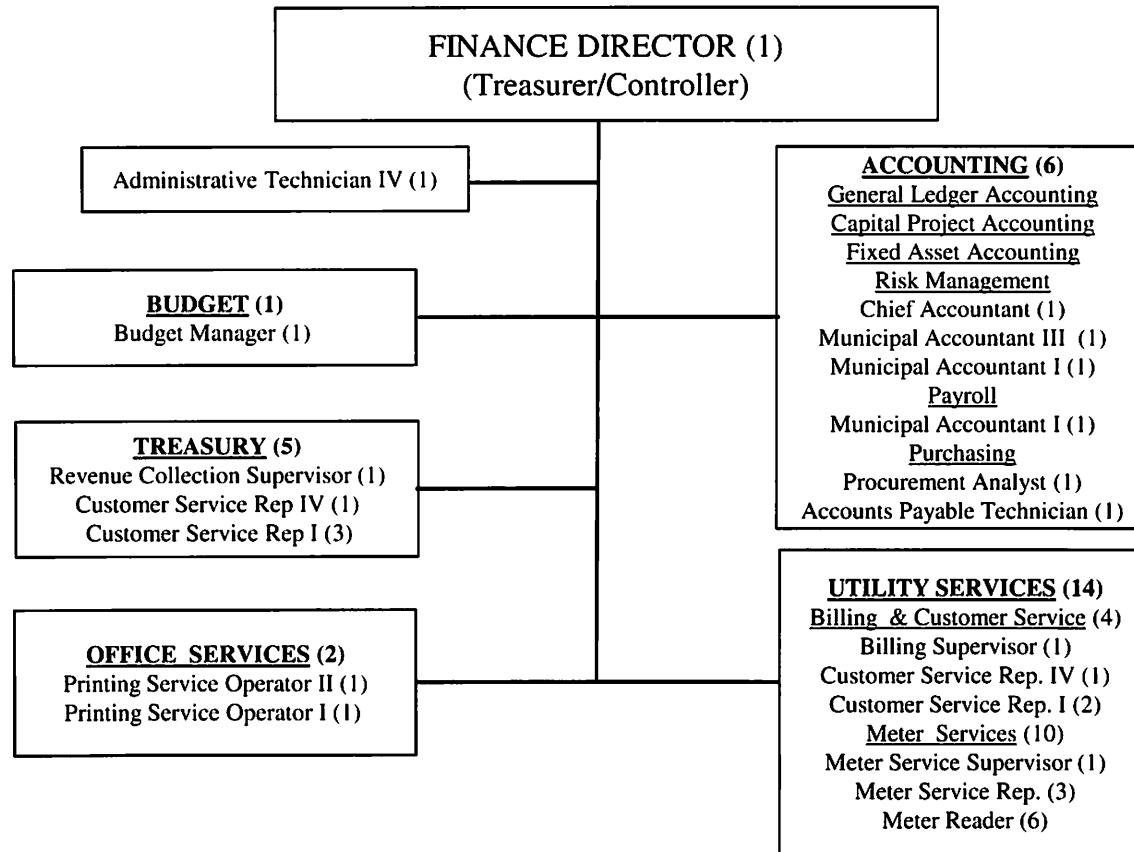 FINANCE DIRECTOR (1)
(Treasurer/Controller)
Administrative Technician IV (1)
BUDGET (1)
Budget Manager (1)
TREASURY (5)
Revenue Collection Supervisor (1)
Customer Service Rep IV (1)
Customer Service Rep I (3)
OFFICE SERVICES (2)
Printing Service Operator II (1)
Printing Service Operator I (1)
ACCOUNTING (6)
General Ledger Accounting
Capital Project Accounting
Fixed Asset Accounting
Risk Management
Chief Accountant (1)
Municipal Accountant III (1)
Municipal Accountant I (1)
Payroll
Municipal Accountant I (1)
Purchasing
Procurement Analyst (1)
Accounts Payable Technician (1)
UTILITY SERVICES (14)
Billing & Customer Service (4)
Billing Supervisor (1)
Customer Service Rep. IV (1)
Customer Service Rep. I (2)
Meter Services (10)
Meter Service Supervisor (1)
Meter Service Rep. (3)
Meter Reader (6)